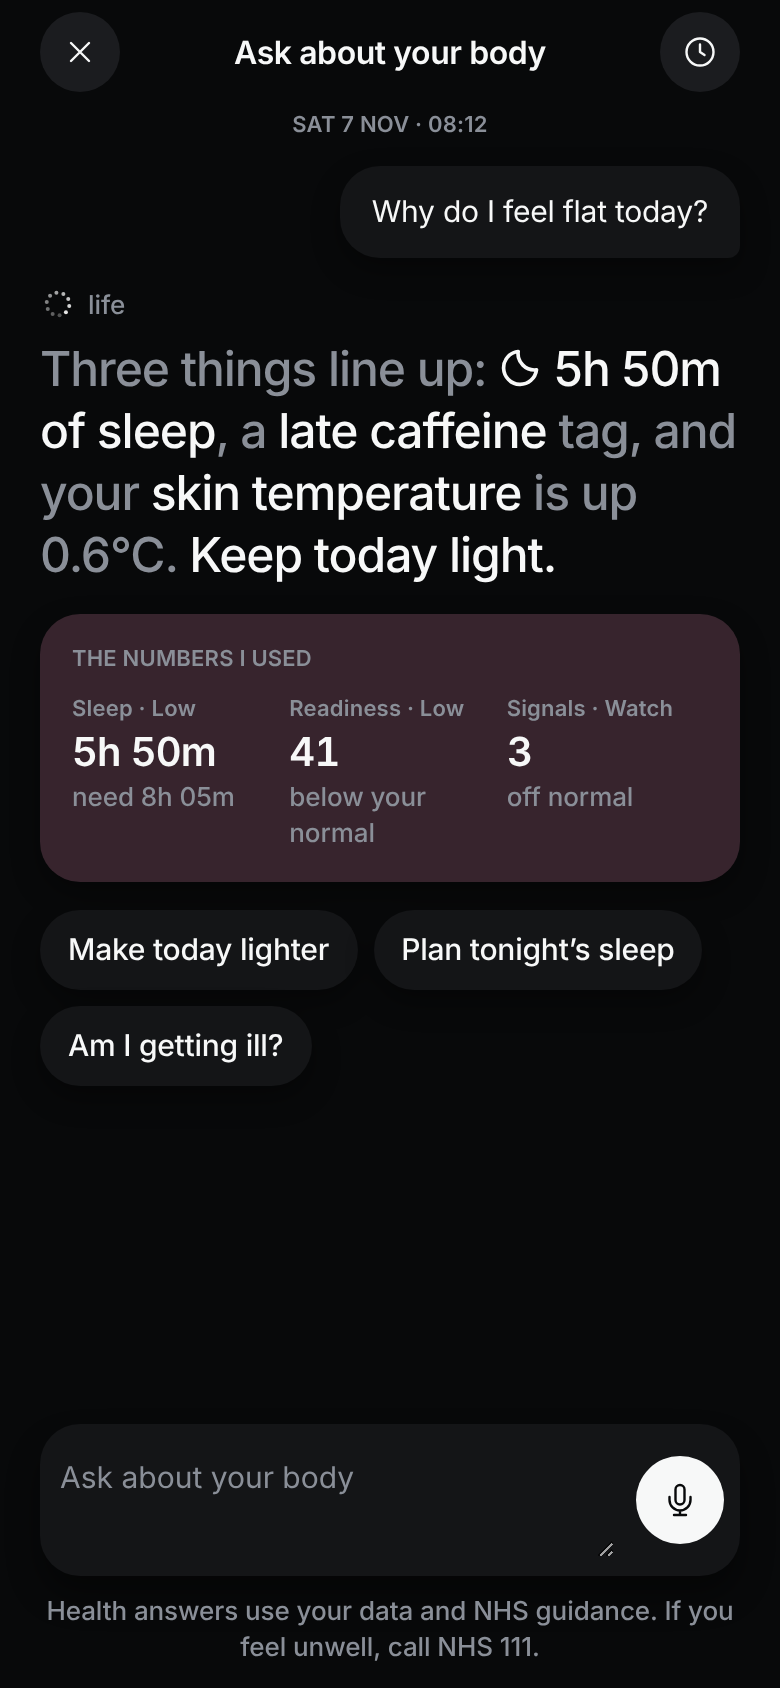 Ask about your body
SAT 7 NOV · 08:12
Why do I feel flat today?
life
Three things line up: 5h 50m
of sleep, a late caffeine tag, and
your skin temperature is up
0.6°C. Keep today light.
THE NUMBERS I USED
Sleep · Low
5h 50m
need 8h 05m
Readiness · Low
41
below your
normal
Signals · Watch
3
off normal
Make today lighter
Plan tonight’s sleep
Am I getting ill?
Ask about your body
Health answers use your data and NHS guidance. If you
feel unwell, call NHS 111.